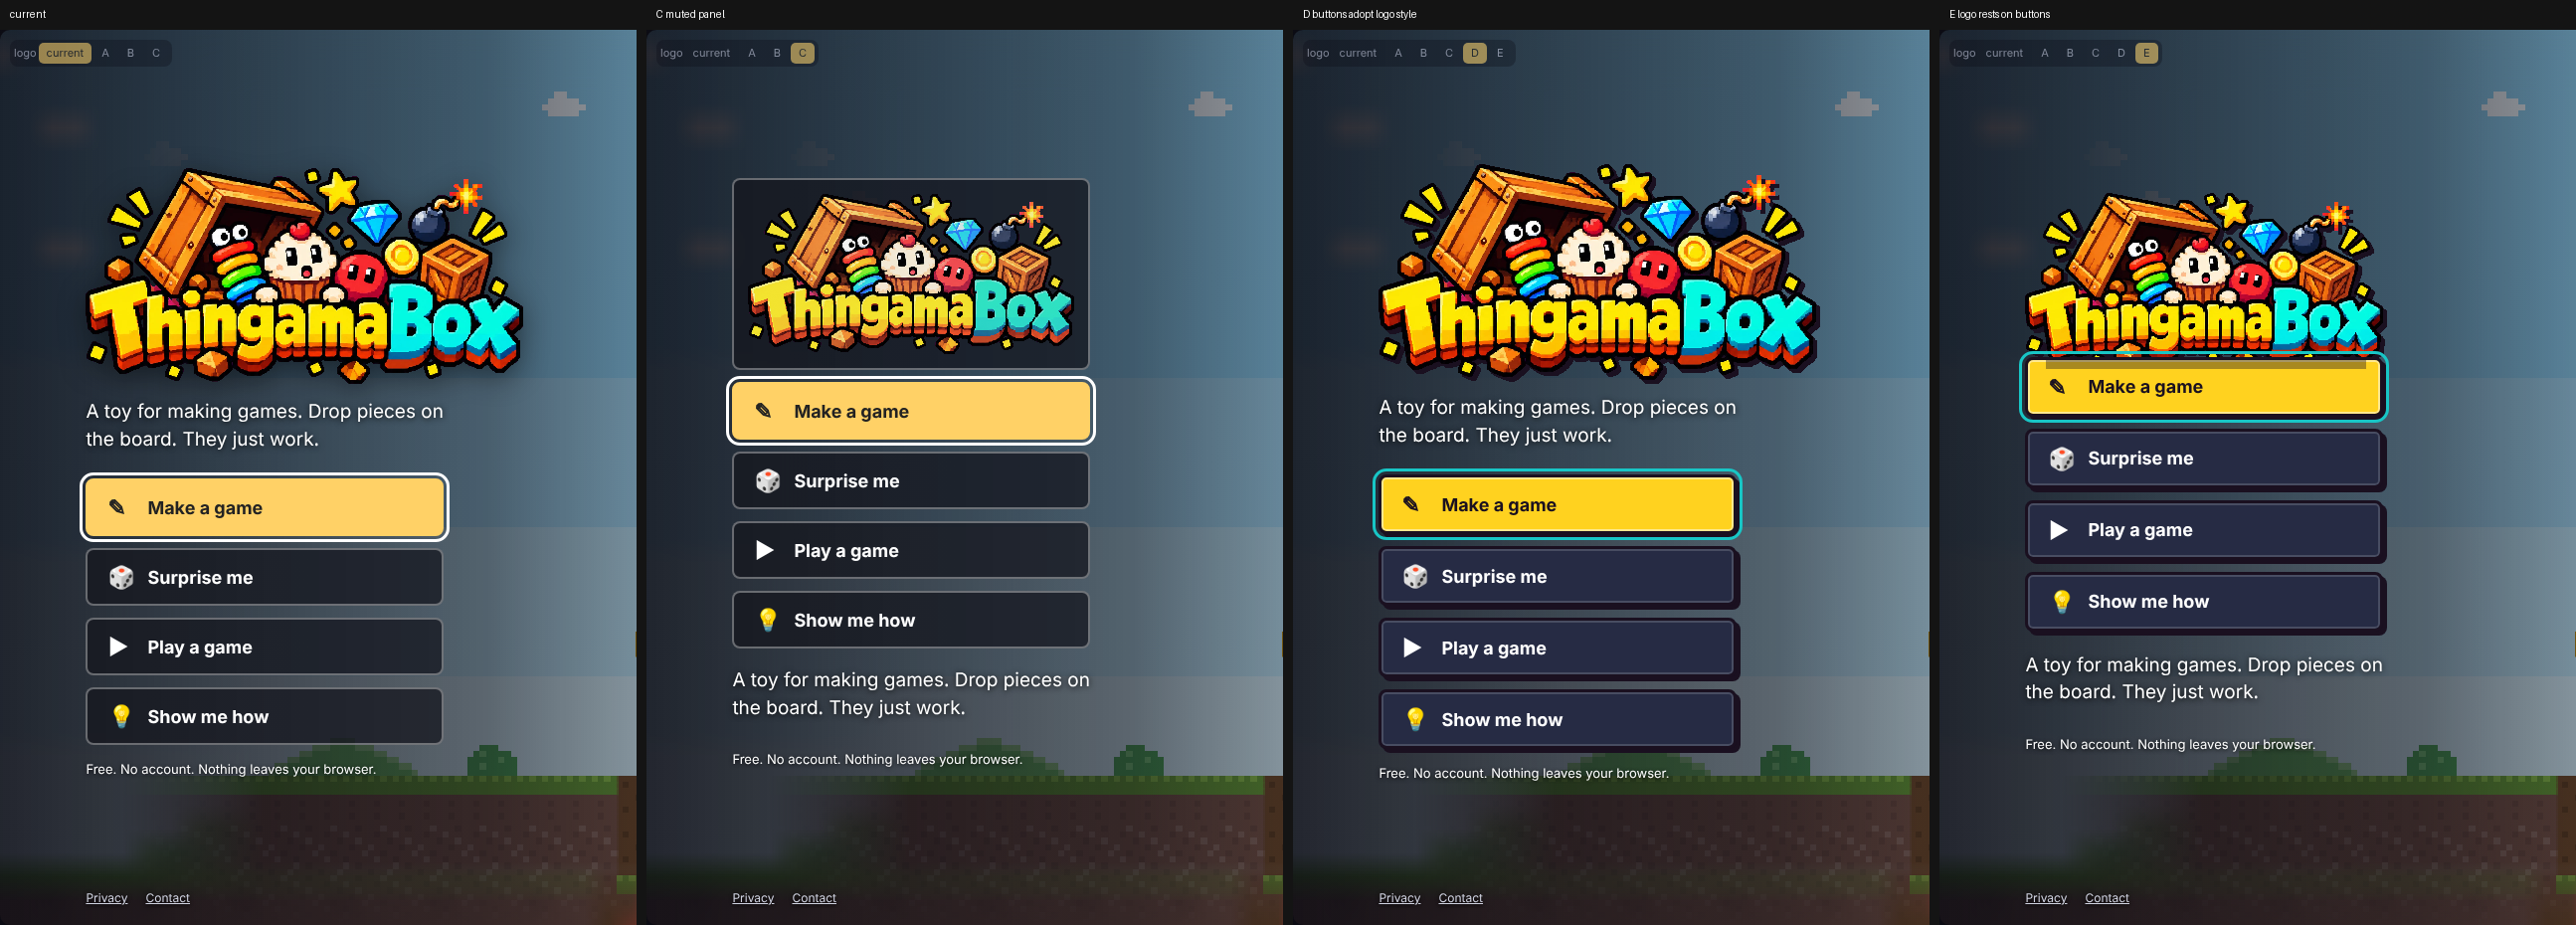 current
logo current A B C
ThingamaBox
A toy for making games. Drop pieces on
the board. They just work.
Make a game
Surprise me
Play a game
Show me how
Free. No account. Nothing leaves your browser.
Privacy Contact
C muted panel
logo current A B C
ThingamaBox
Make a game
Surprise me
Play a game
Show me how
A toy for making games. Drop pieces on
the board. They just work.
Free. No account. Nothing leaves your browser.
Privacy Contact
D buttons adopt logo style
logo current A B C D E
ThingamaBox
A toy for making games. Drop pieces on
the board. They just work.
Make a game
Surprise me
Play a game
Show me how
Free. No account. Nothing leaves your browser.
Privacy Contact
E logo rests on buttons
logo current A B C D E
ThingamaBox
Make a game
Surprise me
Play a game
Show me how
A toy for making games. Drop pieces on
the board. They just work.
Free. No account. Nothing leaves your browser.
Privacy Contact